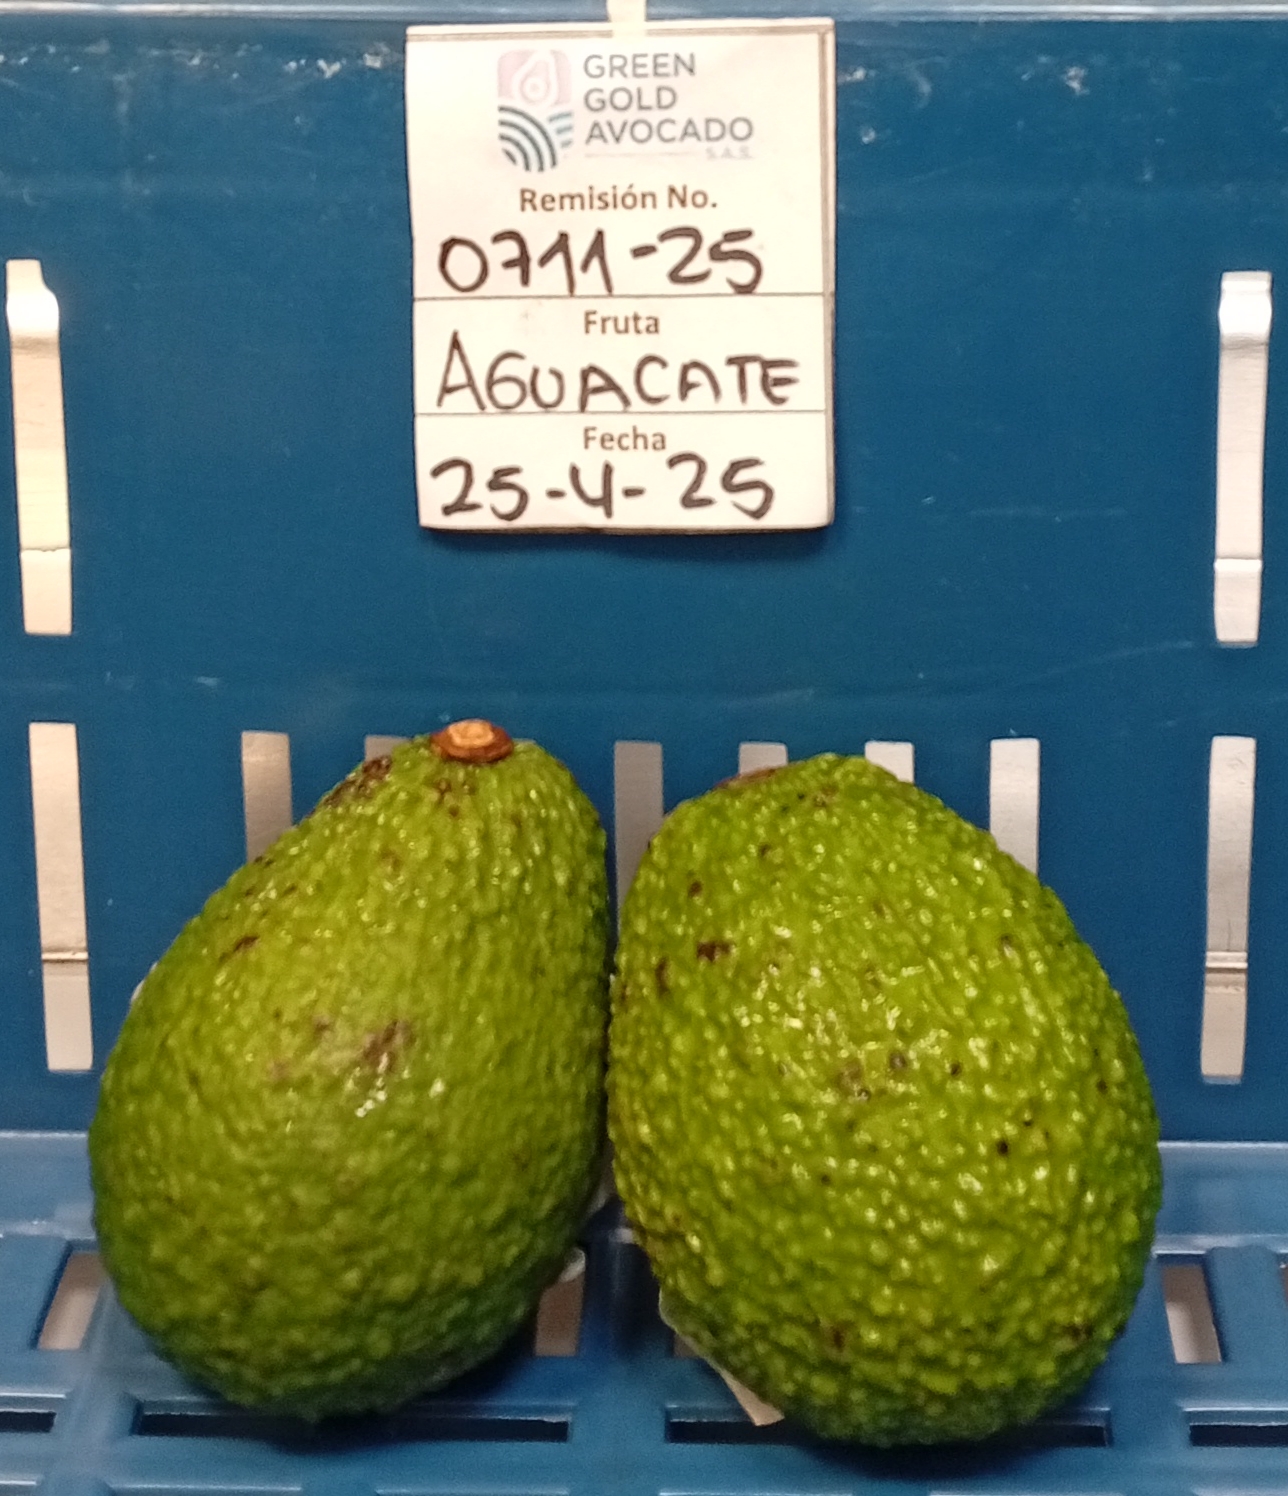 GREEN
GOLD
AVOCADO
S.A.S.
Remisión No.
0711-25
Fruta
AGUACATE
Fecha
25-4-25